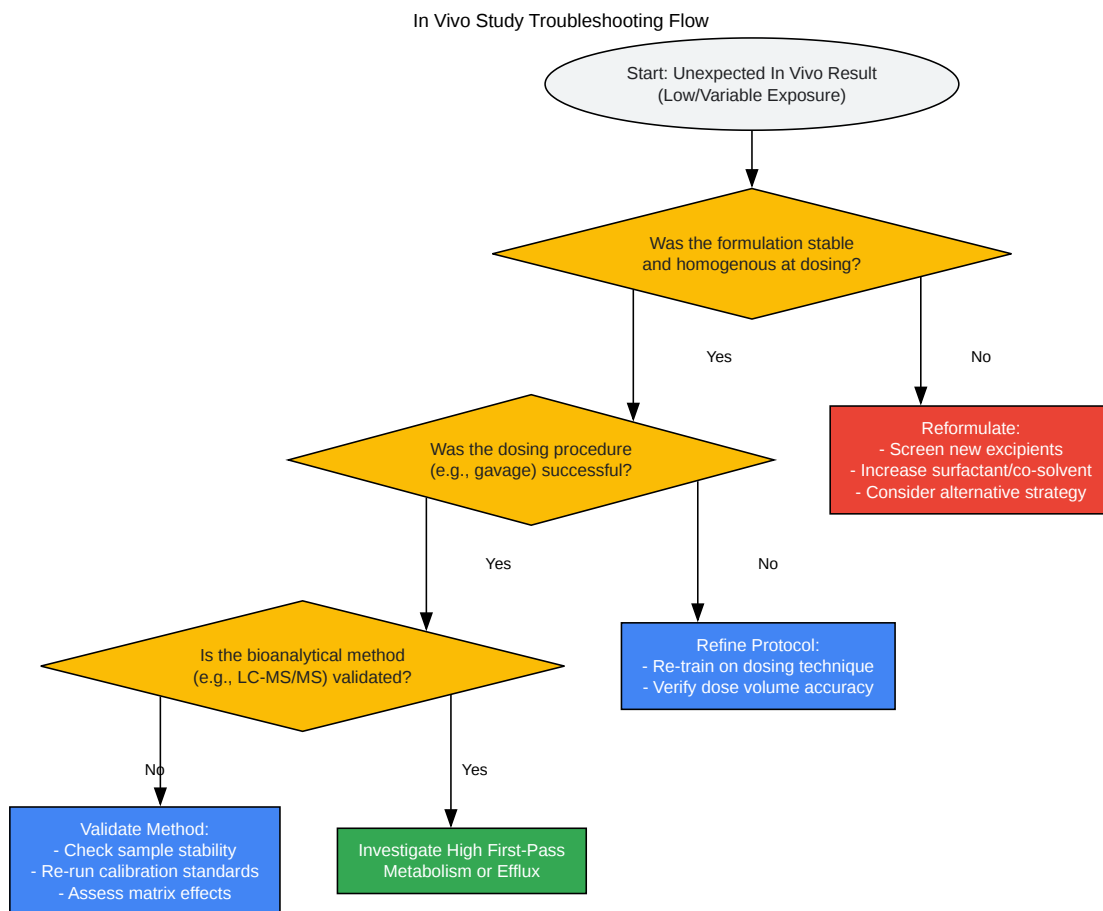 In Vivo Study Troubleshooting Flow
Start: Unexpected In Vivo Result
(Low/Variable Exposure)
Was the formulation stable
and homogenous at dosing?
Yes
No
Reformulate:
- Screen new excipients
- Increase surfactant/co-solvent
- Consider alternative strategy
Was the dosing procedure
(e.g., gavage) successful?
Yes
No
Refine Protocol:
- Re-train on dosing technique
- Verify dose volume accuracy
Is the bioanalytical method
(e.g., LC-MS/MS) validated?
No
Yes
Validate Method:
- Check sample stability
- Re-run calibration standards
- Assess matrix effects
Investigate High First-Pass
Metabolism or Efflux